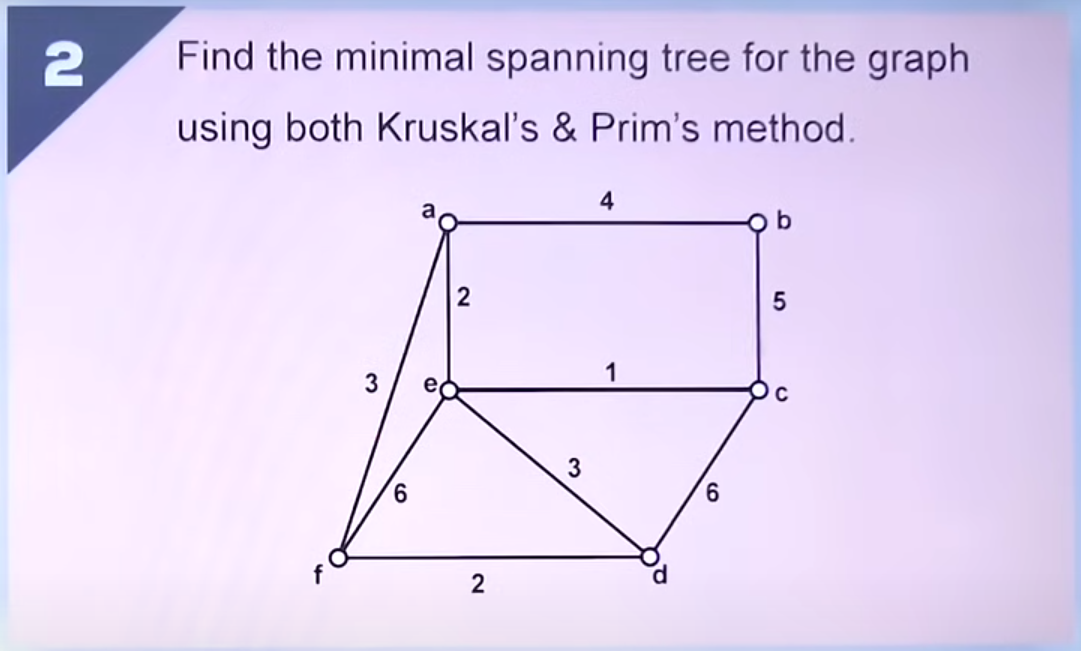 2
Find the minimal spanning tree for the graph
using both Kruskal's & Prim's method.
4
a
b
2
5
3
e
1
c
3
6
6
f
2
d